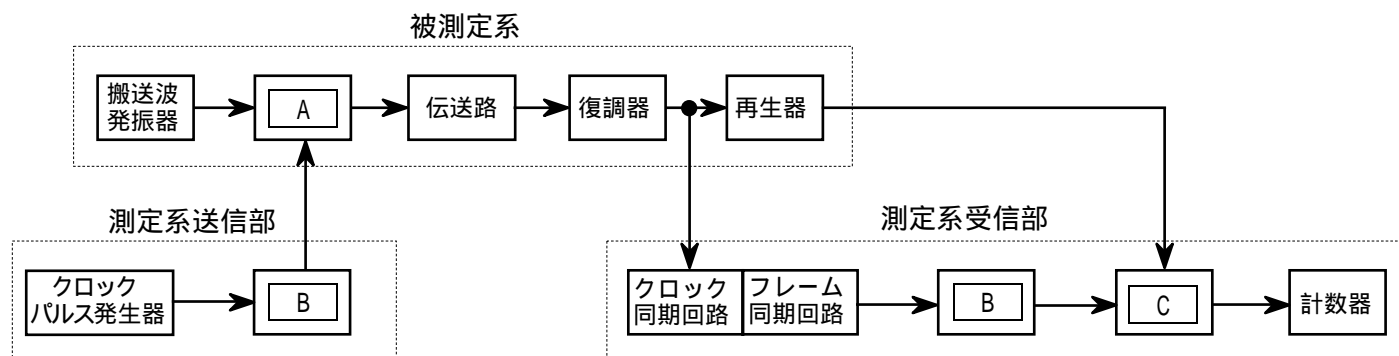 被測定系
搬送波
発振器
A
伝送路
復調器
再生器
測定系送信部
測定系受信部
クロック
パルス発生器
B
クロック
同期回路
フレーム
同期回路
B
C
計数器